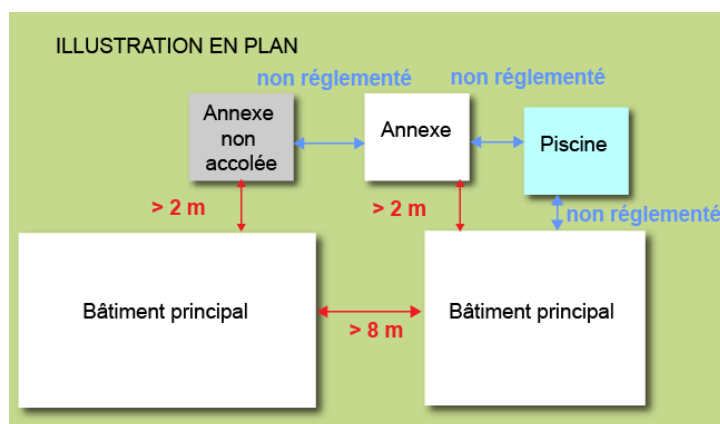 ILLUSTRATION EN PLAN
non réglementé
non réglementé
Annexe
non
accolée
Annexe
Piscine
> 2 m
> 2 m
non réglementé
Bâtiment principal
Bâtiment principal
> 8 m